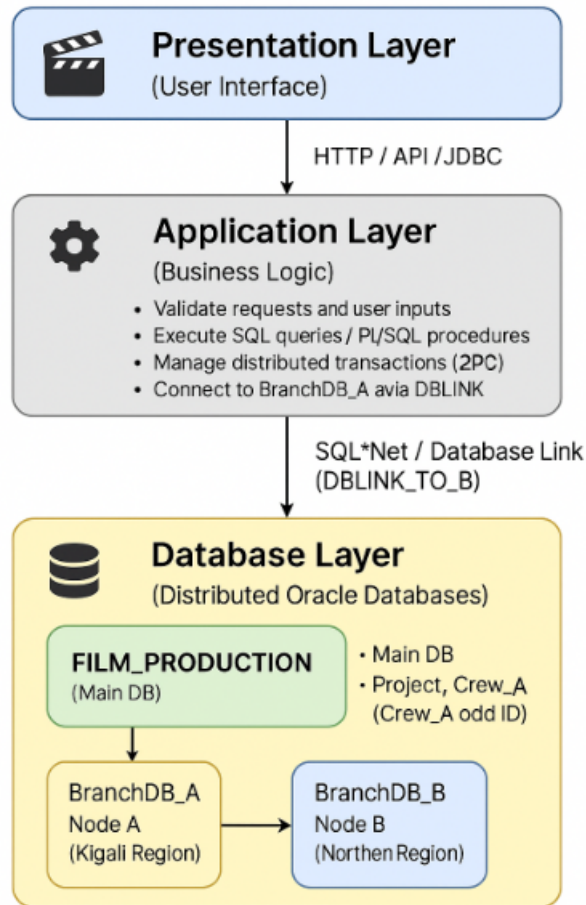 Presentation Layer
(User Interface)
HTTP / API /JDBC
Application Layer
(Business Logic)
• Validate requests and user inputs
• Execute SQL queries / PI/SQL procedures
• Manage distributed transactions (2PC)
• Connect to BranchDB_A avia DBLINK
SQL*Net / Database Link
(DBLINK_TO_B)
Database Layer
(Distributed Oracle Databases)
FILM_PRODUCTION
(Main DB)
• Main DB
• Project, Crew_A
(Crew_A odd ID)
BranchDB_A
Node A
(Kigali Region)
BranchDB_B
Node B
(Northen Region)